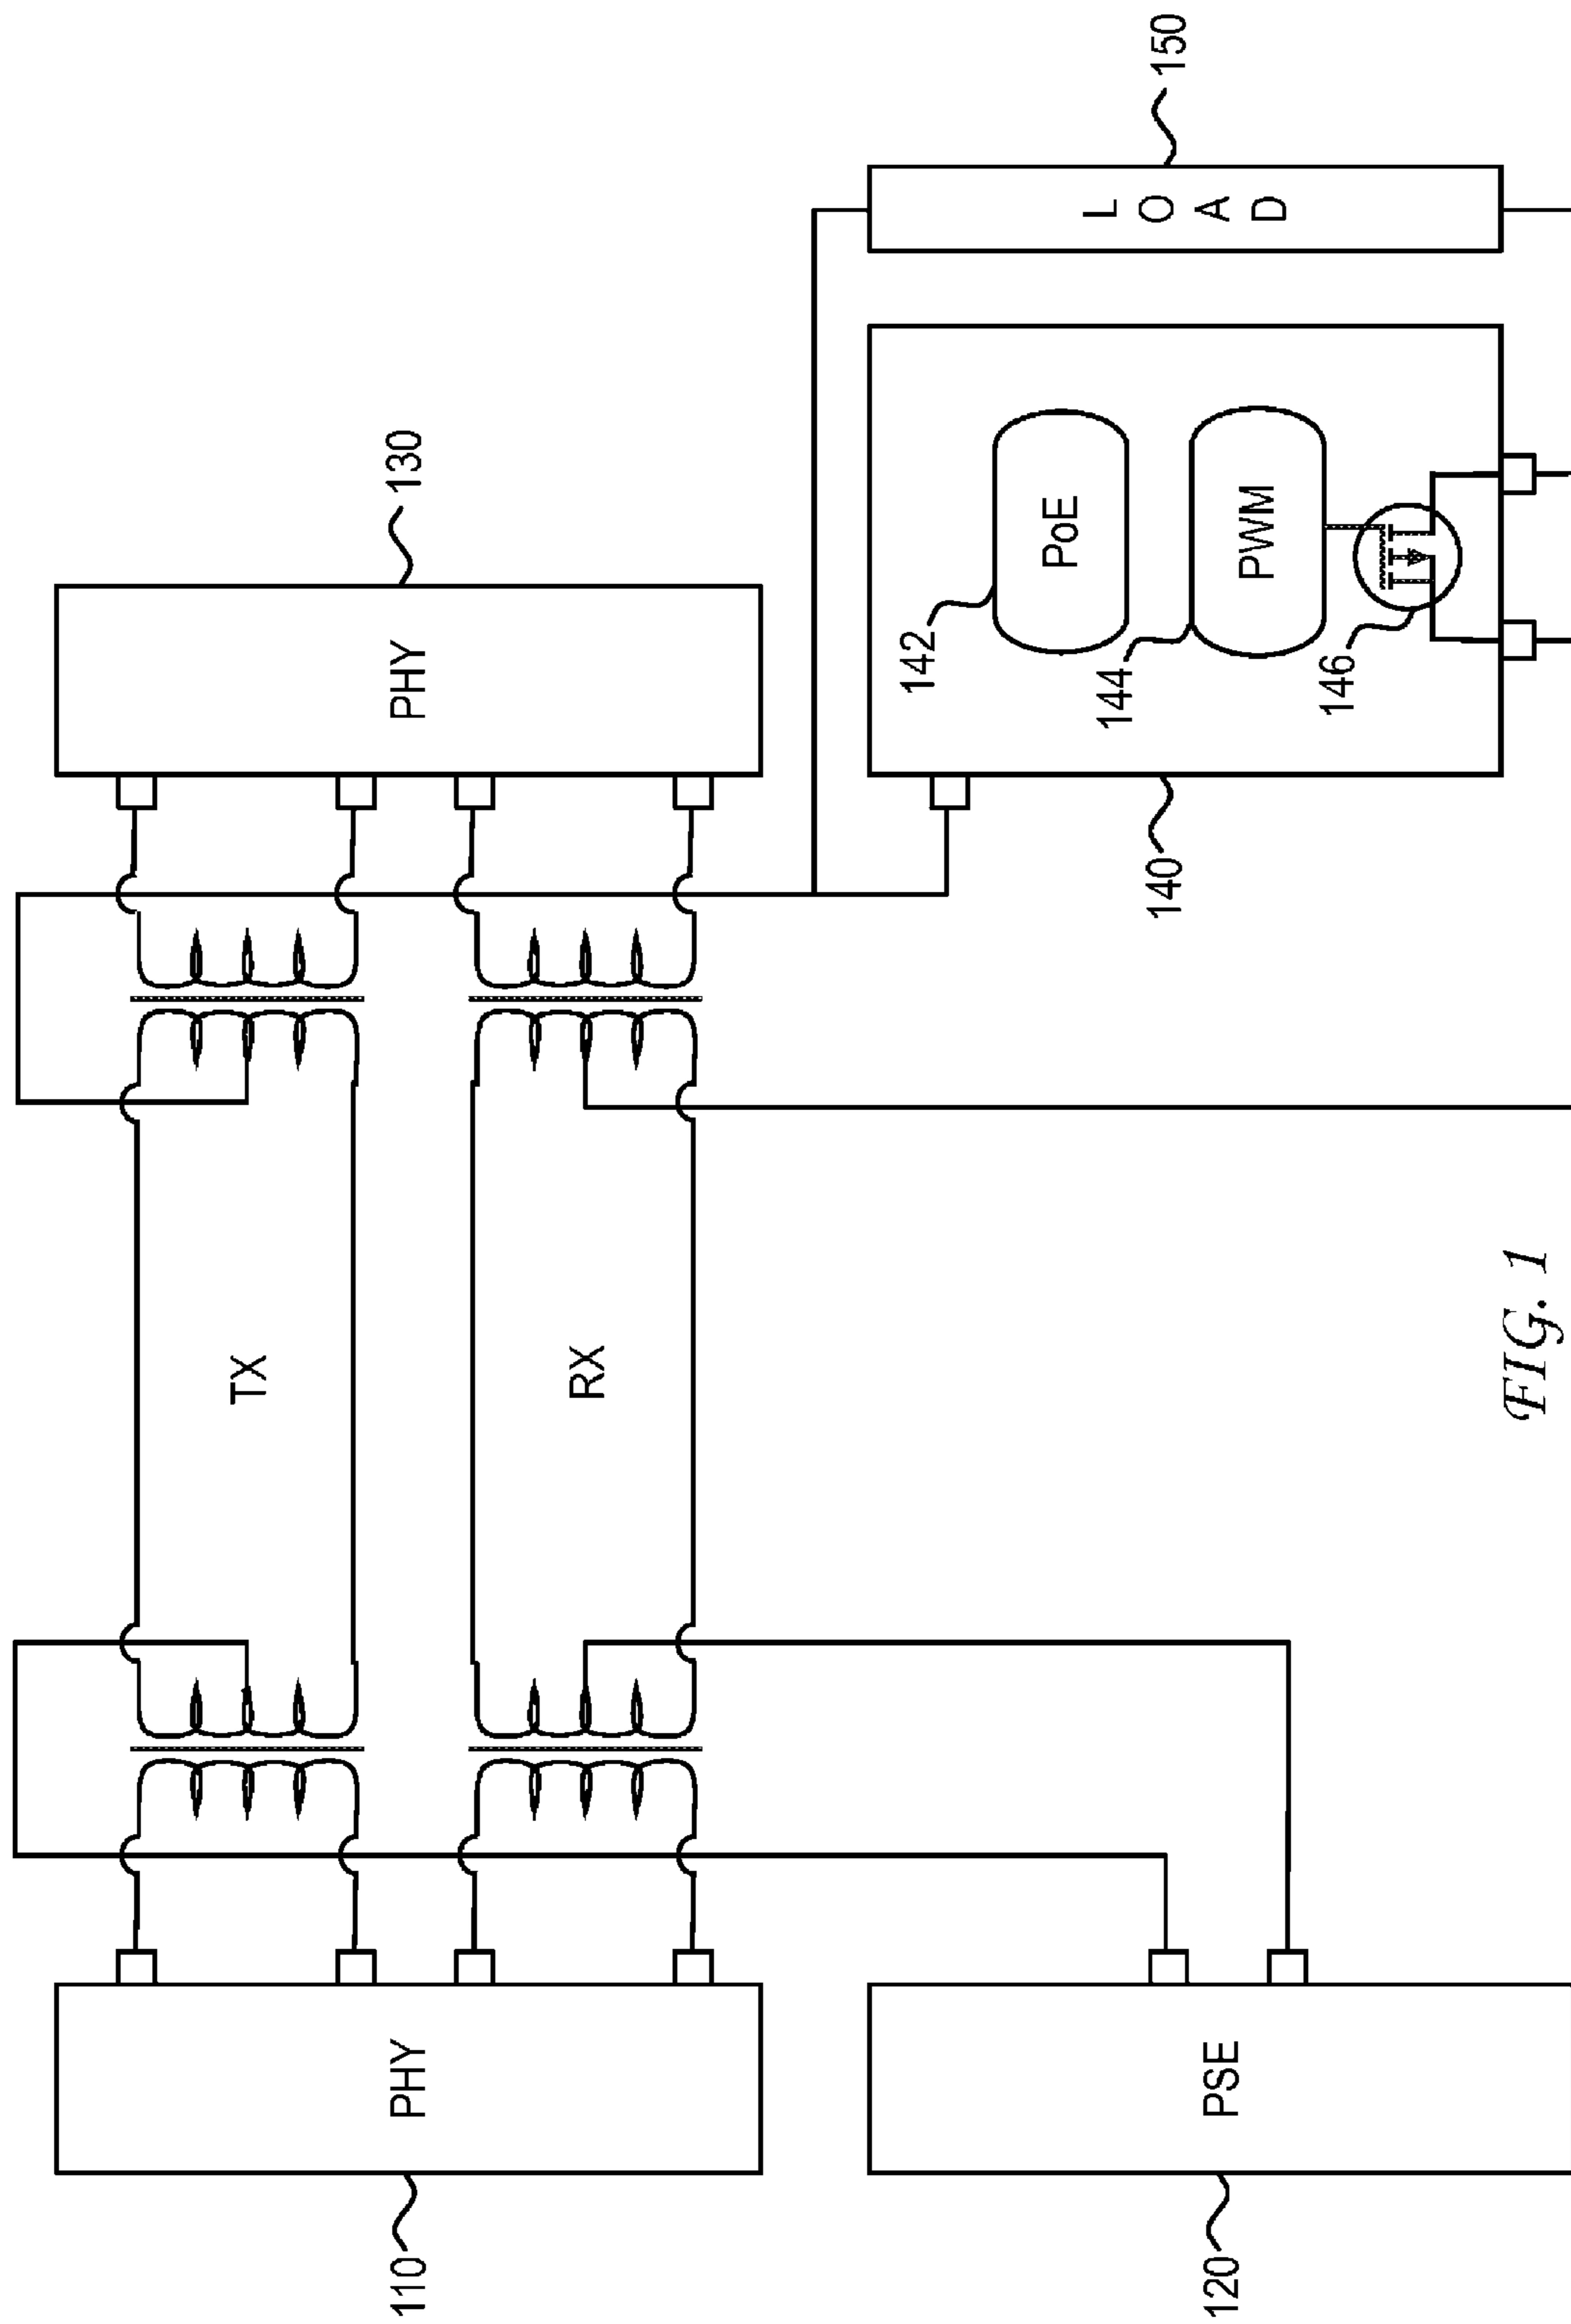 110
PHY
TX
RX
PHY
130
120
PSE
140
142
PoE
144
PWM
146
LOAD
150
FIG. 1